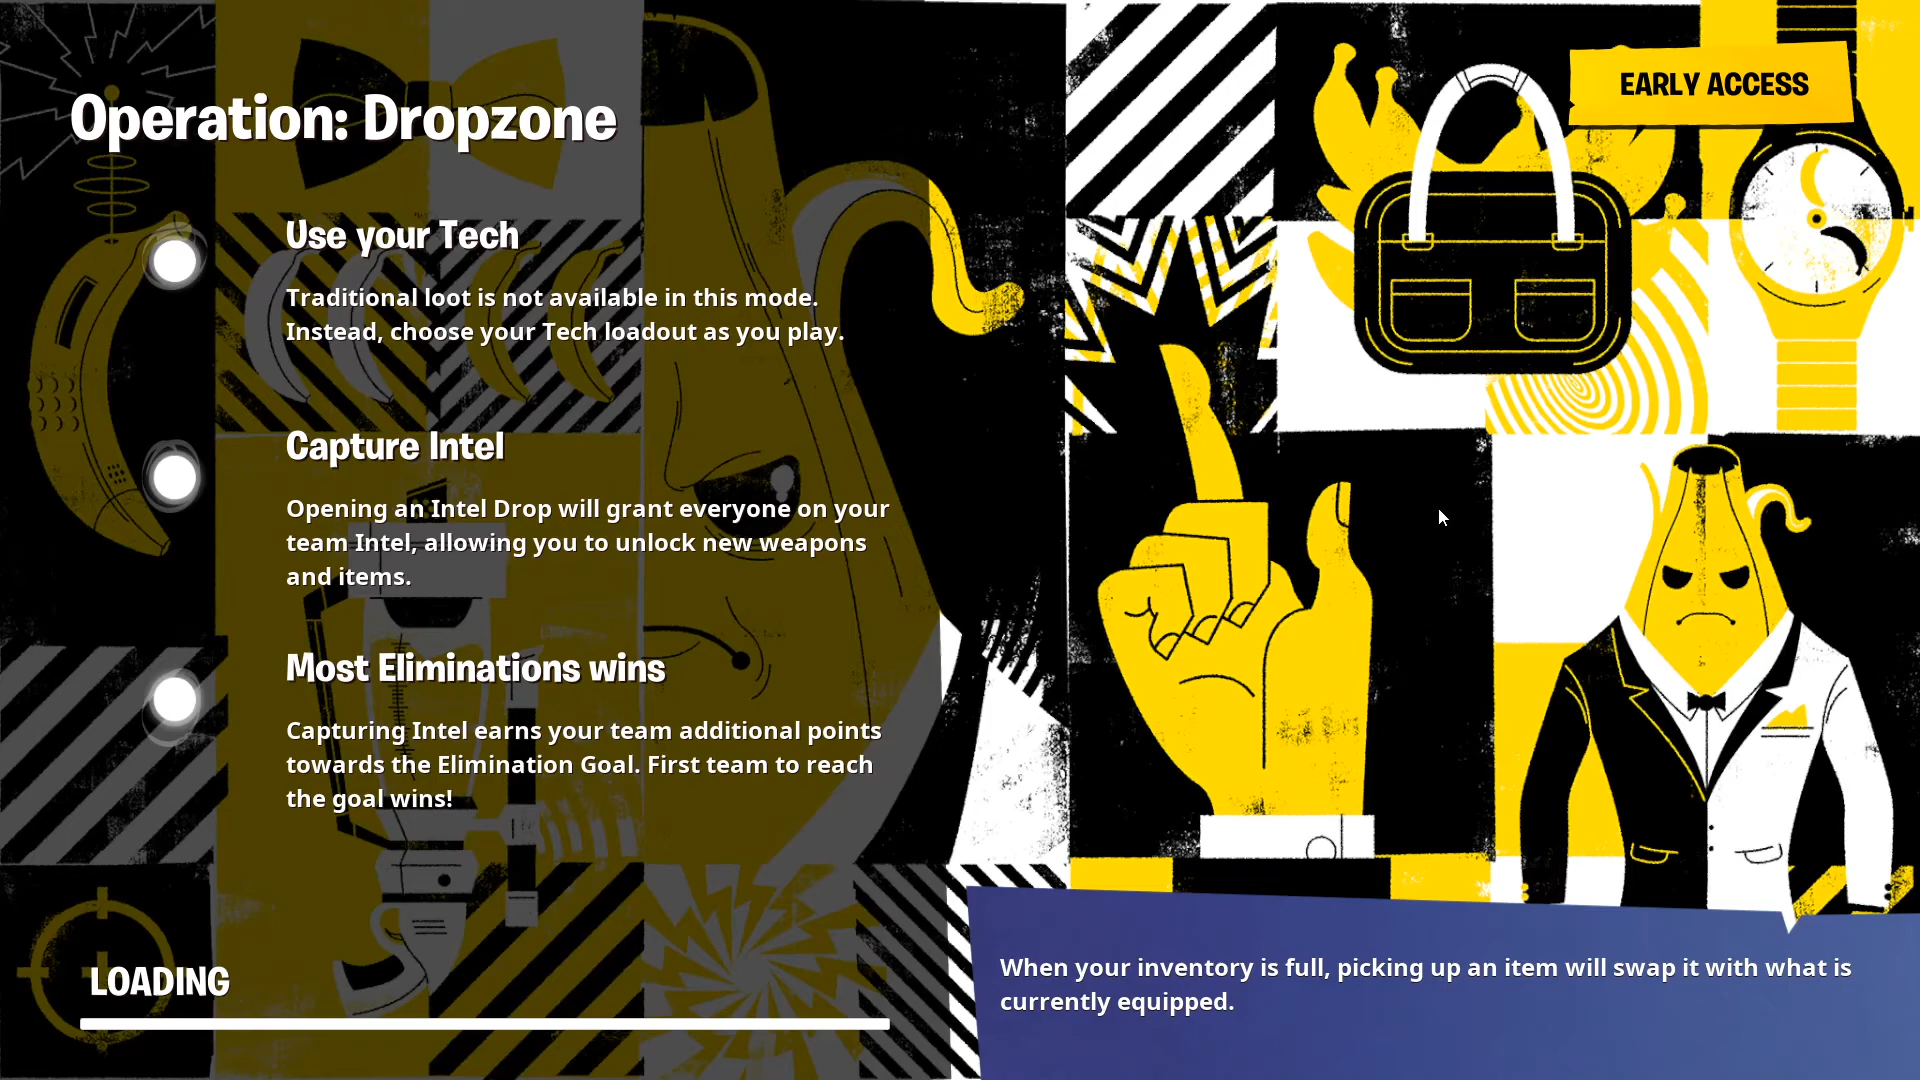 Operation: Dropzone
EARLY ACCESS
Use your Tech
Traditional loot is not available in this mode.
Instead, choose your Tech loadout as you play.
Capture Intel
Opening an Intel Drop will grant everyone on your
team Intel, allowing you to unlock new weapons
and items.
Most Eliminations wins
Capturing Intel earns your team additional points
towards the Elimination Goal. First team to reach
the goal wins!
LOADING
When your inventory is full, picking up an item will swap it with what is
currently equipped.